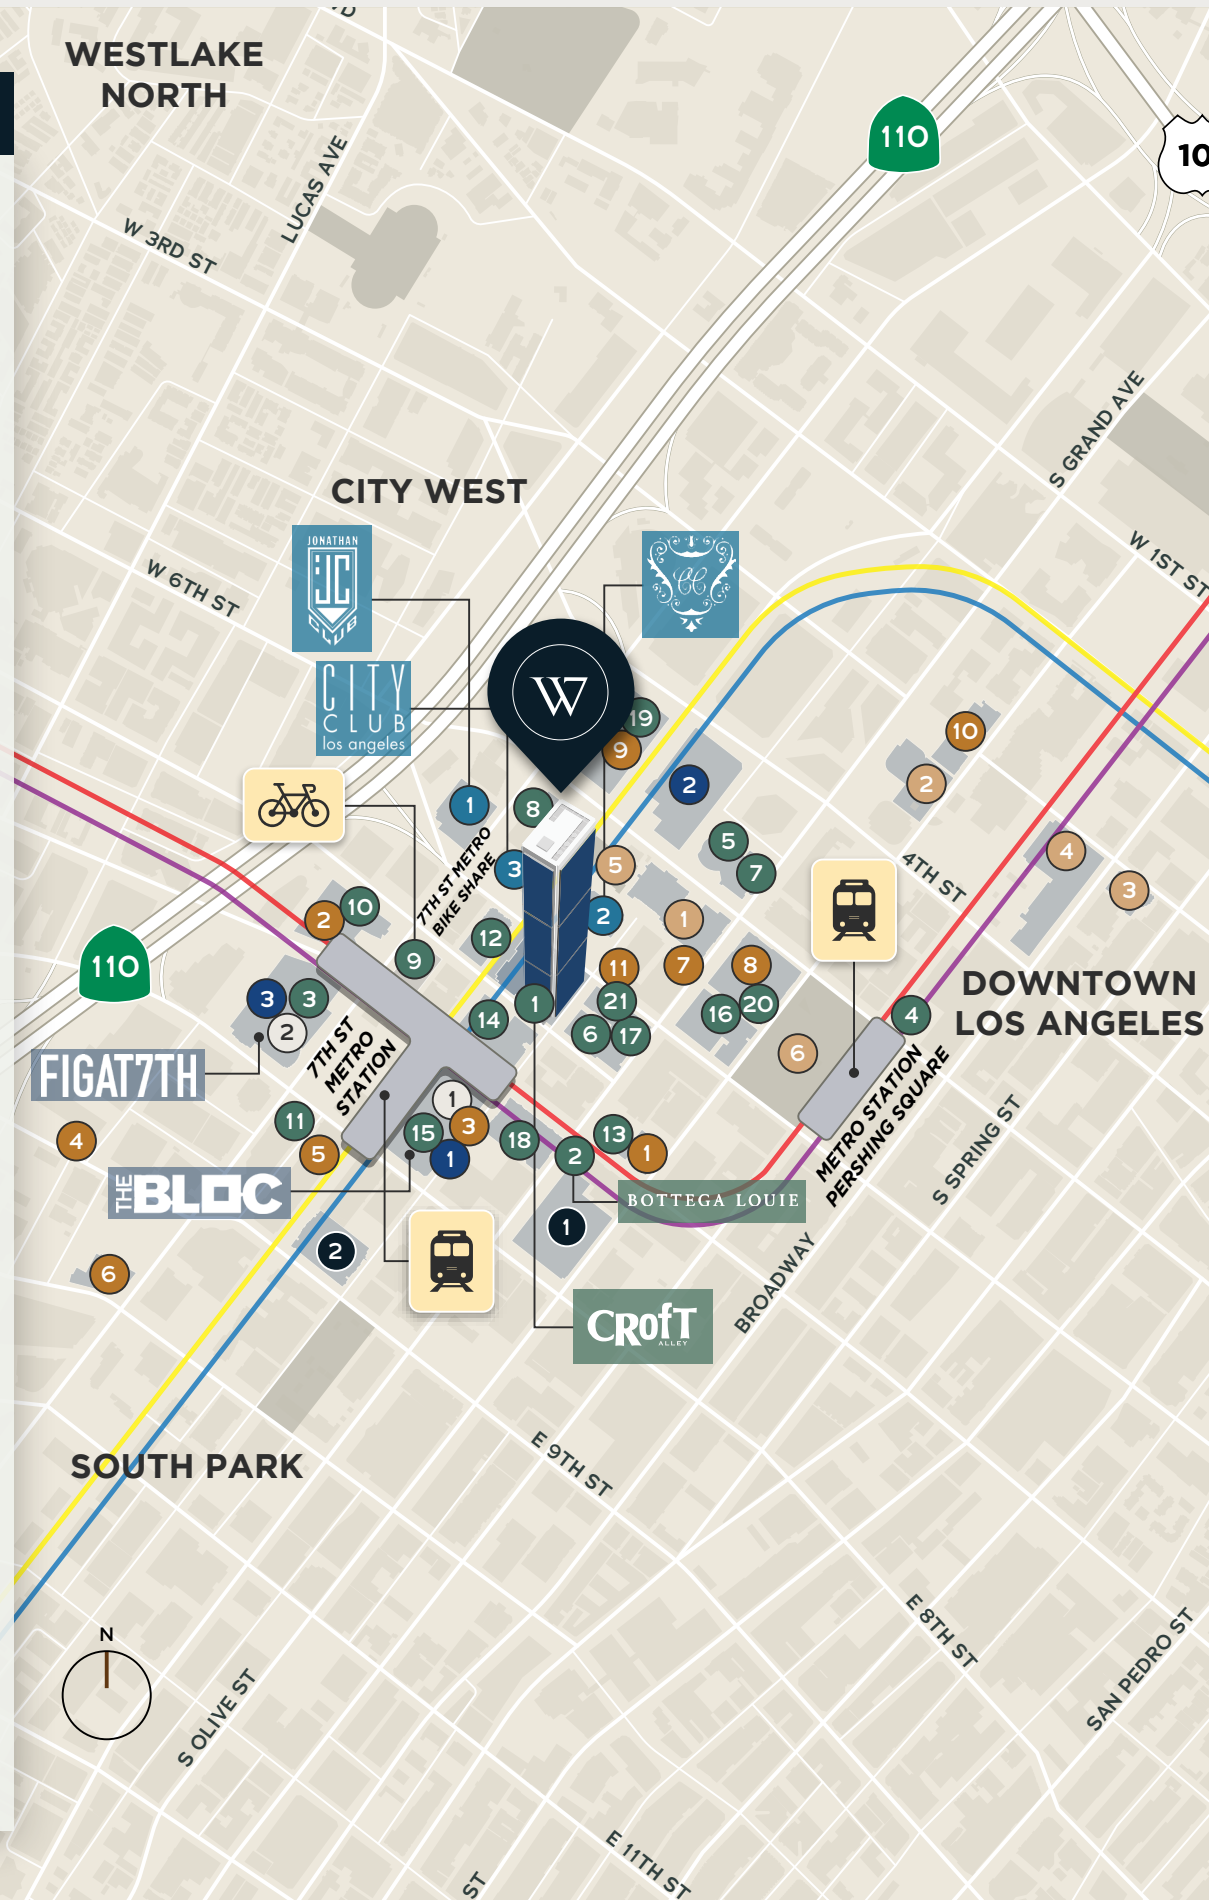 WESTLAKE
NORTH
LUCAS AVE
W 3RD ST
110
10
S GRAND AVE
W 1ST ST
CITY WEST
W 6TH ST
JONATHAN
JC
CLUB
CC
CITY
CLUB
los angeles
W
19
9
10
2
2
1
8
5
7
4
3
4TH ST
3
5
7TH ST METRO
BIKE SHARE
2
10
2
1
12
9
11
7
8
110
DOWNTOWN
LOS ANGELES
3
3
2
1
21
14
6
17
16
20
4
6
FIGAT7TH
7TH ST
METRO
STATION
METRO STATION
PERSHING SQUARE
S SPRING ST
1
11
15
3
18
13
1
4
5
1
2
THE
BLOC
BOTTEGA LOUIE
1
2
6
BROADWAY
CROFT
ALLEY
SOUTH PARK
E 9TH ST
E 8TH ST
SAN PEDRO ST
N
S OLIVE ST
E 11TH ST
ST